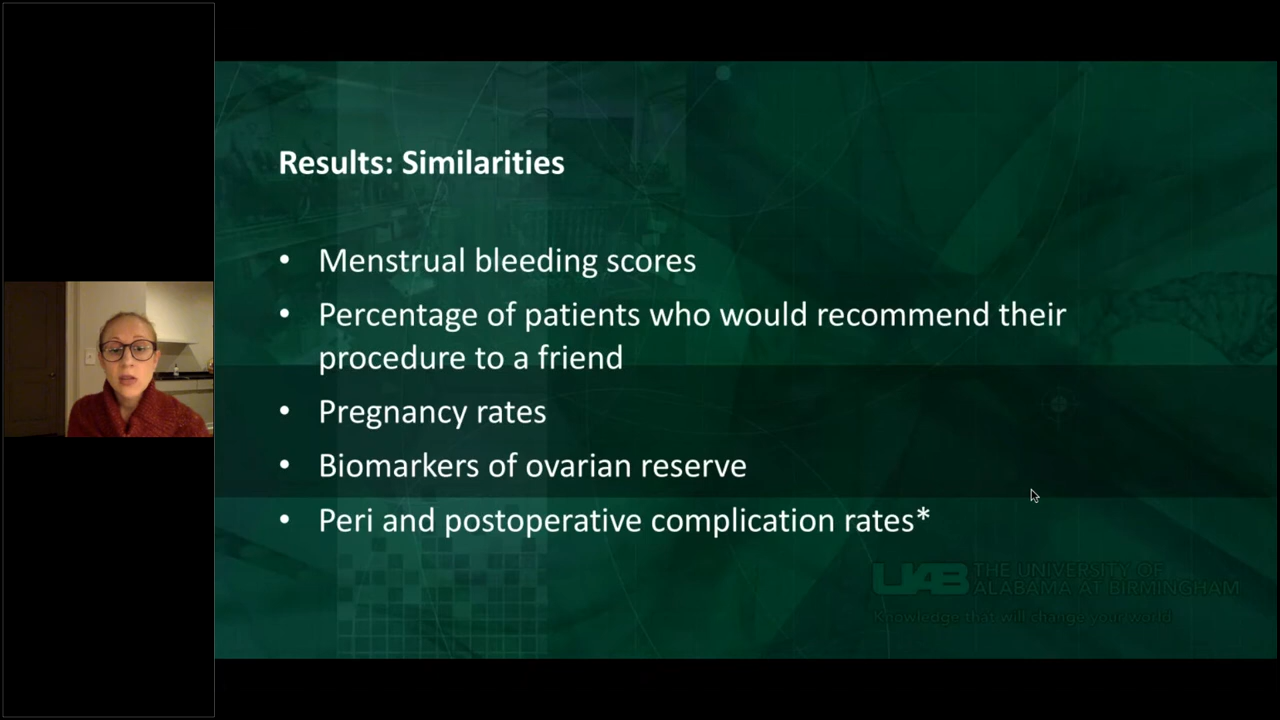 Results: Similarities
• Menstrual bleeding scores
• Percentage of patients who would recommend their
procedure to a friend
• Pregnancy rates
• Biomarkers of ovarian reserve
• Peri and postoperative complication rates*
UAB THE UNIVERSITY OF
ALABAMA AT BIRMINGHAM
Knowledge that will change your world